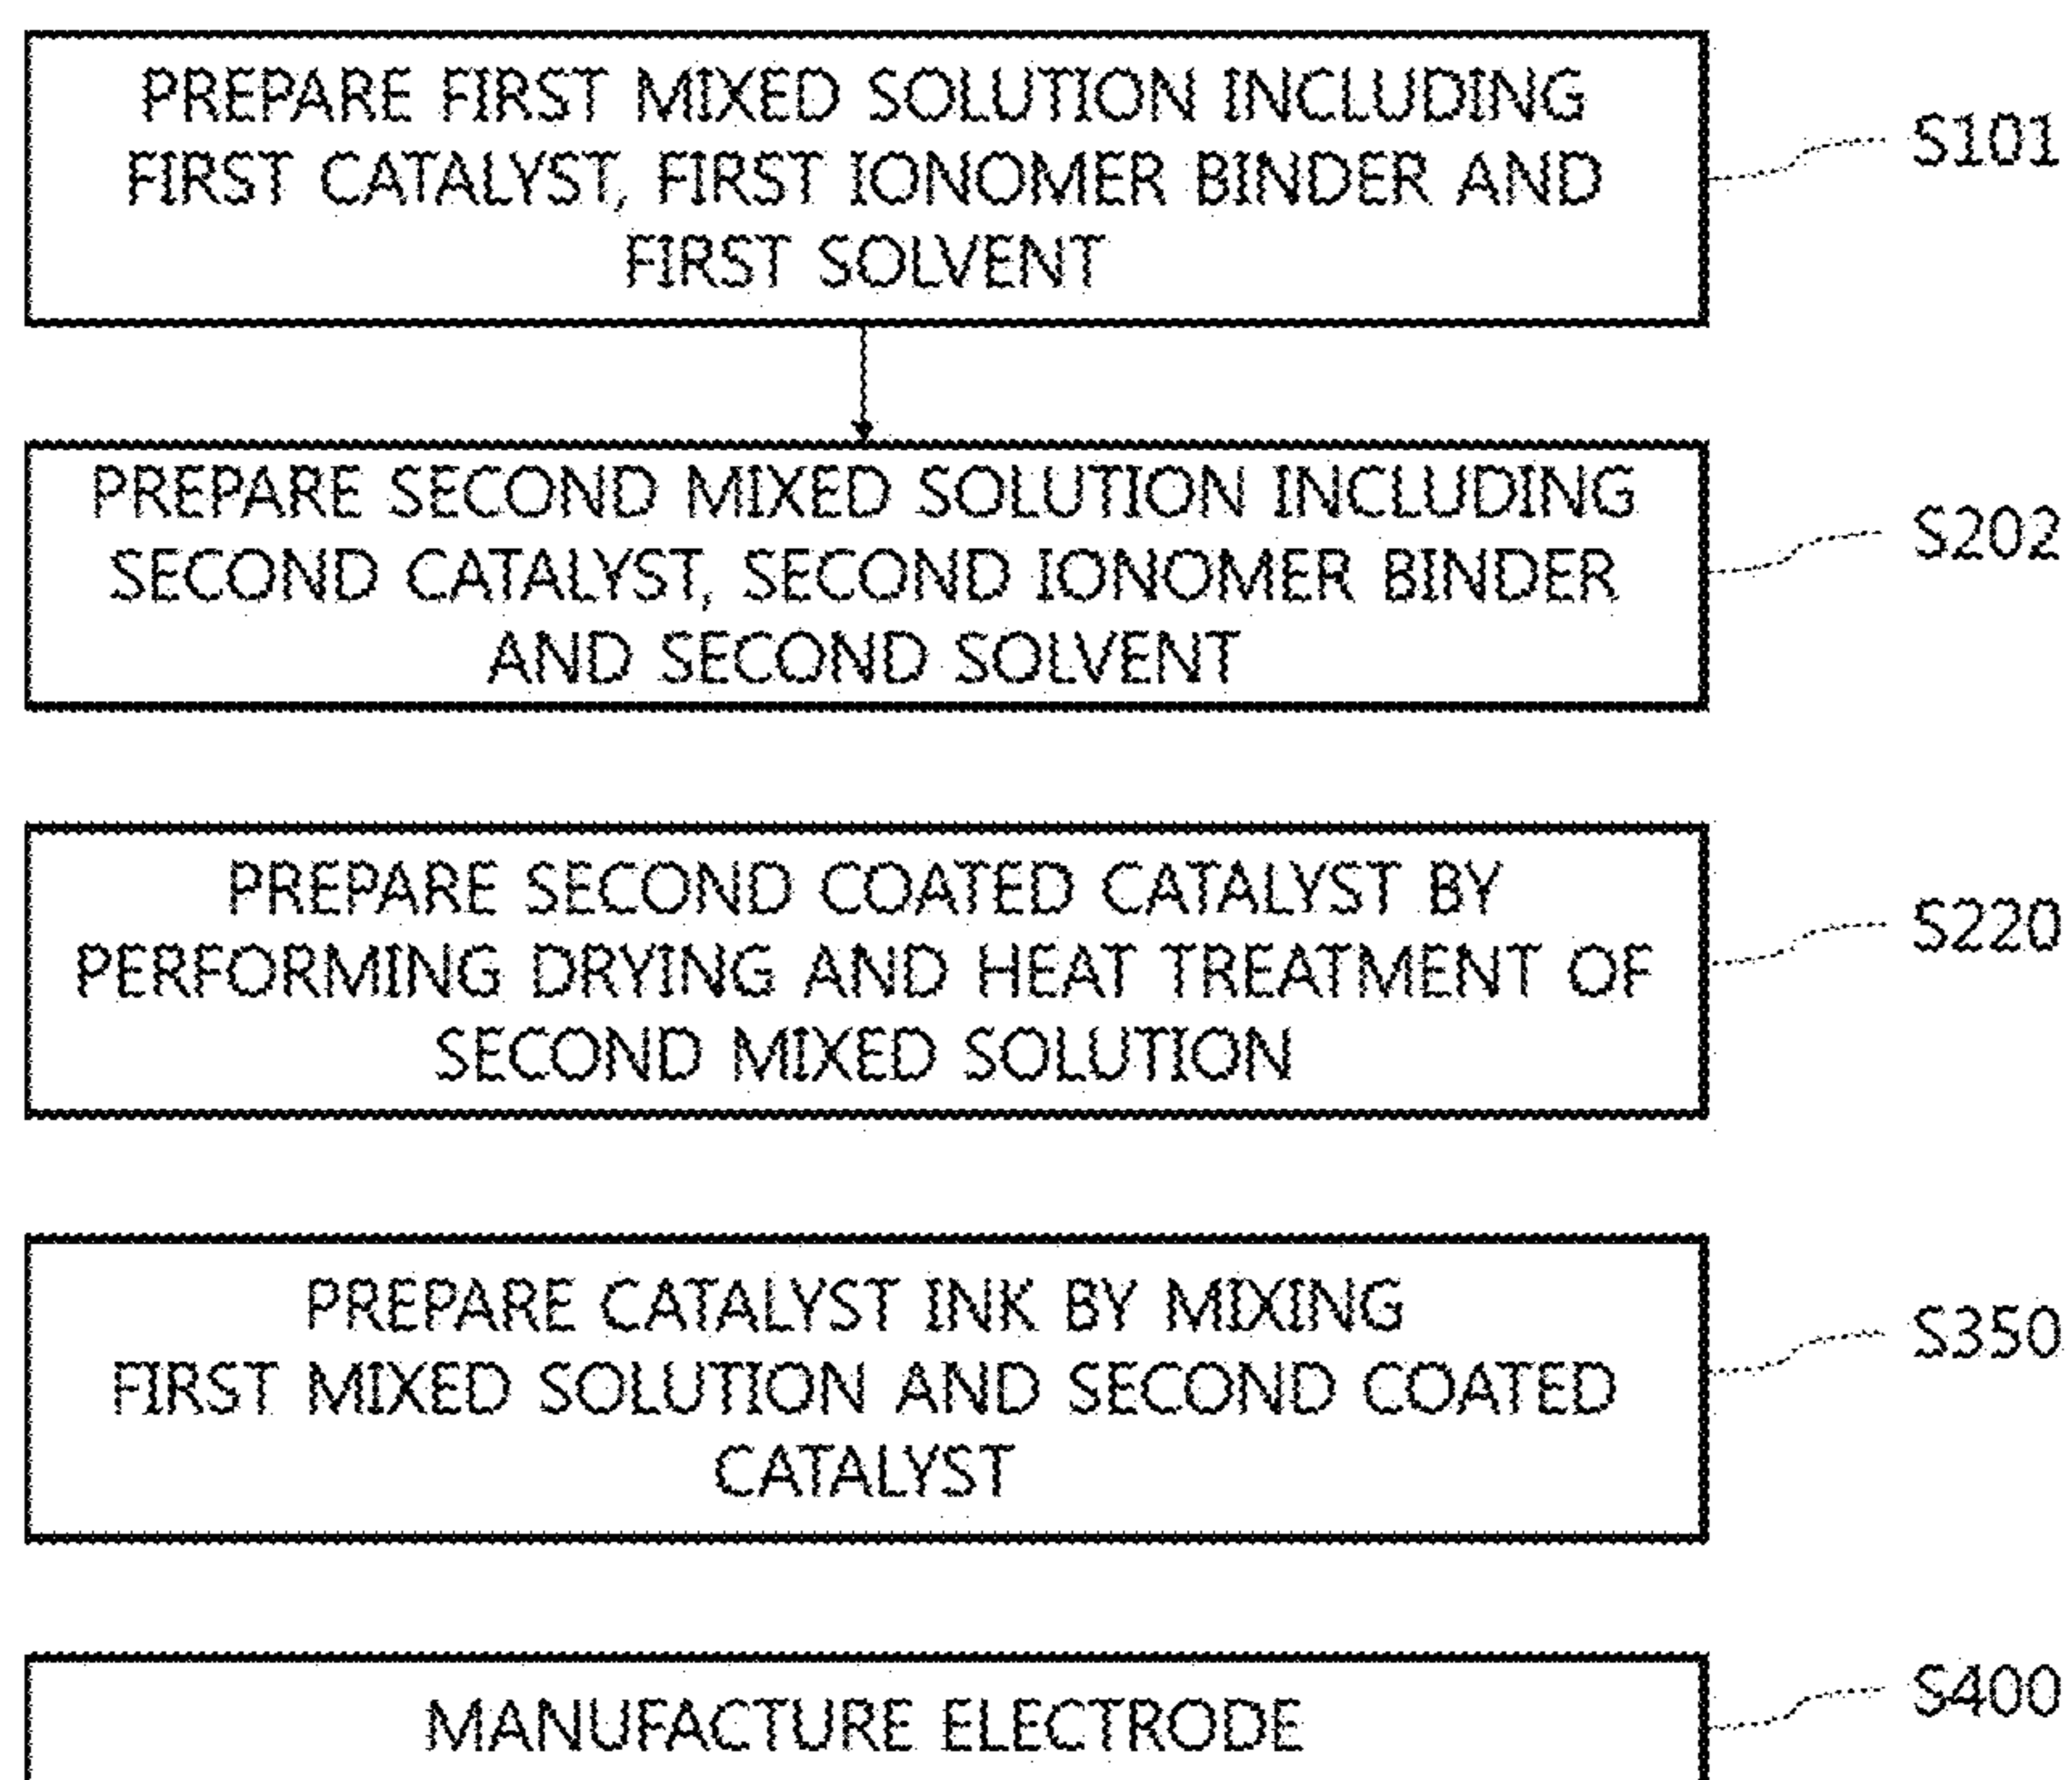 PREPARE FIRST MIXED SOLUTION INCLUDING
FIRST CATALYST, FIRST IONOMER BINDER AND
FIRST SOLVENT
S101
PREPARE SECOND MIXED SOLUTION INCLUDING
SECOND CATALYST, SECOND IONOMER BINDER
AND SECOND SOLVENT
S202
PREPARE SECOND COATED CATALYST BY
PERFORMING DRYING AND HEAT TREATMENT OF
SECOND MIXED SOLUTION
S220
PREPARE CATALYST INK BY MIXING
FIRST MIXED SOLUTION AND SECOND COATED
CATALYST
S350
MANUFACTURE ELECTRODE
S400